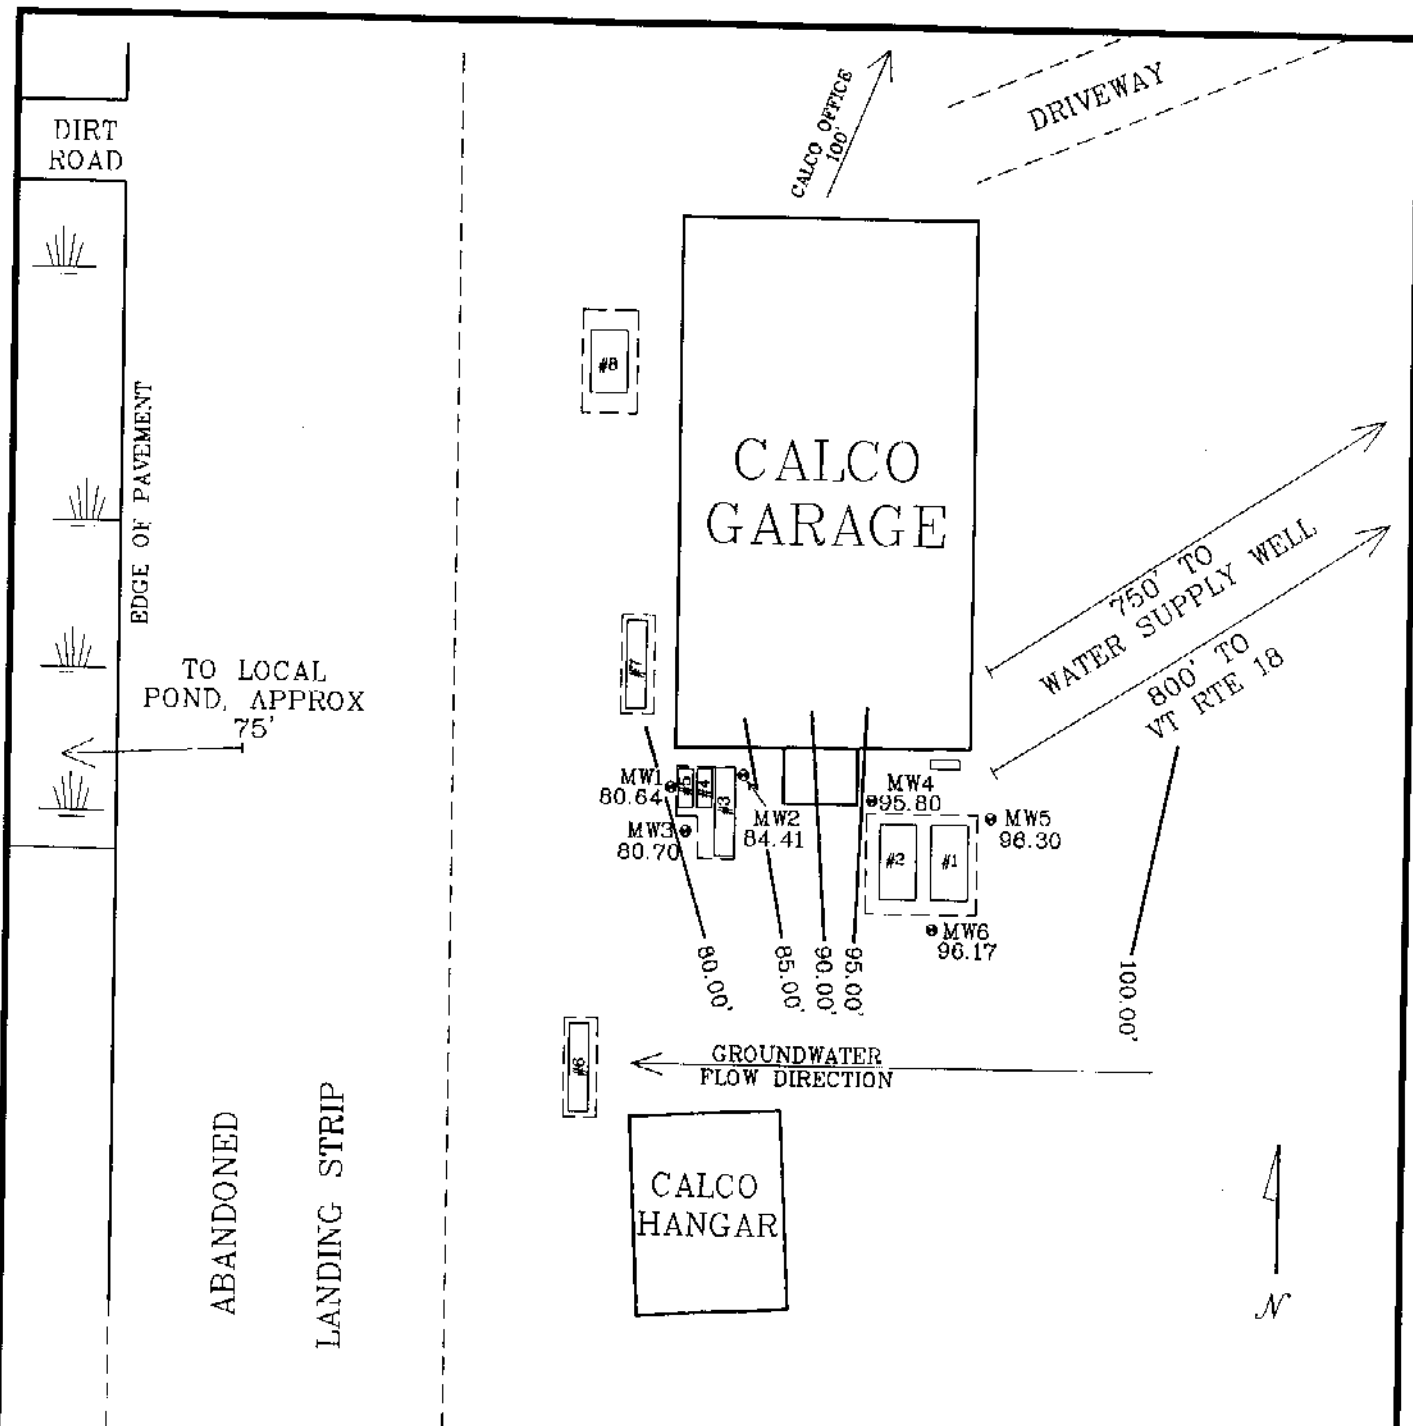 DIRT
ROAD
CALCO OFFICE
100'
DRIVEWAY
#8
EDGE OF PAVEMENT
CALCO
GARAGE
750' TO
WATER SUPPLY WELL
800' TO
VT RTE 18
#7
TO LOCAL
POND, APPROX
75'
MW1
80.64
#5
#4
#3
MW2
84.41
MW3
80.70
MW4
95.80
MW5
96.30
#2
#1
MW6
96.17
80.00'
85.00'
90.00'
95.00'
100.00'
#6
GROUNDWATER
FLOW DIRECTION
ABANDONED
LANDING STRIP
CALCO
HANGAR
N